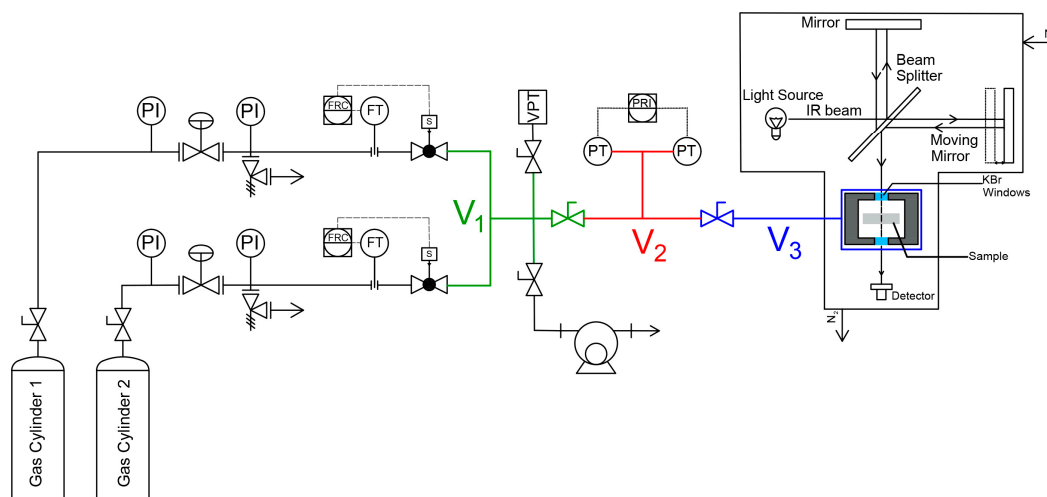 Mirror
N
Beam
Splitter
Light Source
IR beam
Moving
Mirror
KBr
Windows
Sample
Detector
N2
PI
PI
FRC
FT
S
VPT
PRI
PT
PT
V1
V2
V3
PI
PI
FRC
FT
S
Gas Cylinder 1
Gas Cylinder 2